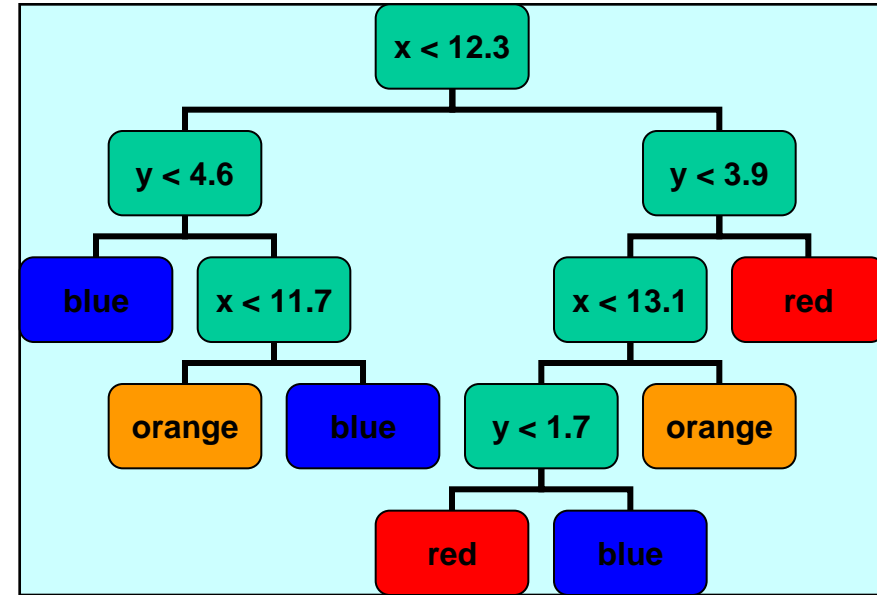 x < 12.3
y < 4.6
y < 3.9
blue
x < 11.7
x < 13.1
red
orange
blue
y < 1.7
orange
red
blue